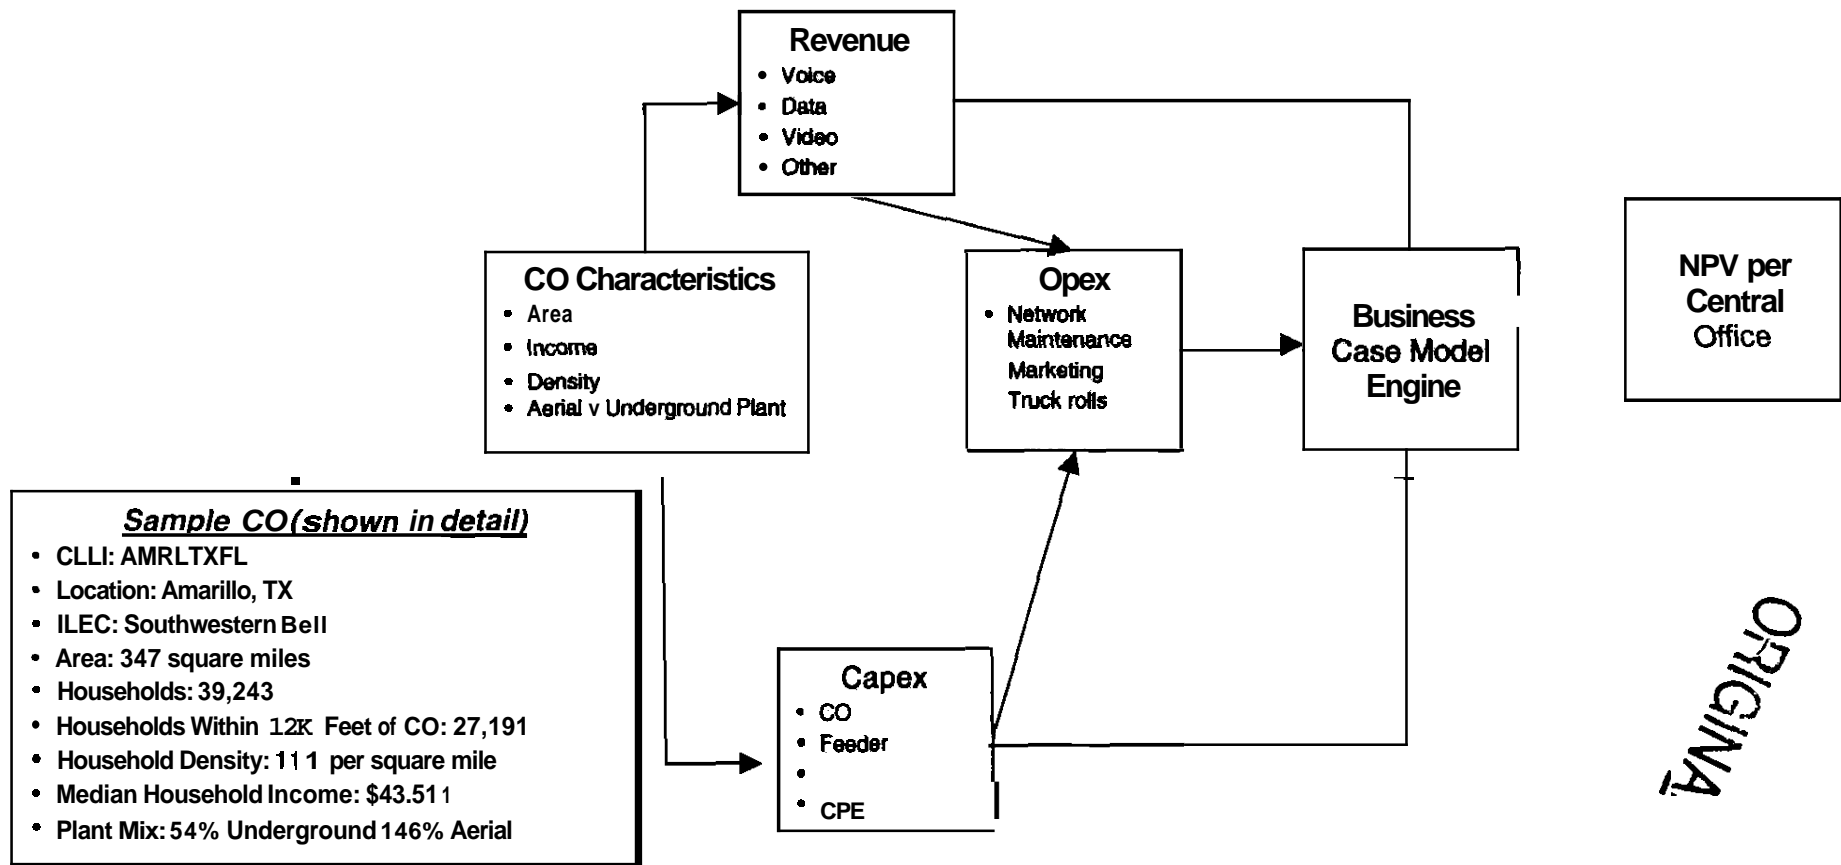 Revenue
• Voice
• Data
• Video
• Other
CO Characteristics
• Area
• Income
• Density
• Aerial v Underground Plant
Opex
• Network
Maintenance
Marketing
Truck rolls
Business
Case Model
Engine
NPV per
Central
Office
Sample CO (shown in detail)
• CLLI: AMRLTXFL
• Location: Amarillo, TX
• ILEC: Southwestern Bell
• Area: 347 square miles
• Households: 39,243
• Households Within 12K Feet of CO: 27,191
• Household Density: 111 per square mile
• Median Household Income: $43.511
• Plant Mix: 54% Underground 146% Aerial
Capex
• CO
• Feeder
•
• CPE
ORIGINA